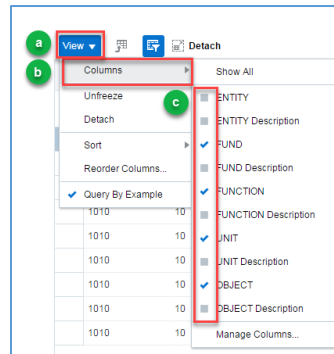 a View Detach
b Columns Show All
Unfreeze c ENTITY
Detach ENTITY Description
Sort FUND
Reorder Columns... FUND Description
Query By Example FUNCTION
1010 10 FUNCTION Description
1010 10 UNIT
1010 10 UNIT Description
1010 10 OBJECT
1010 10 OBJECT Description
1010 10 Manage Columns...